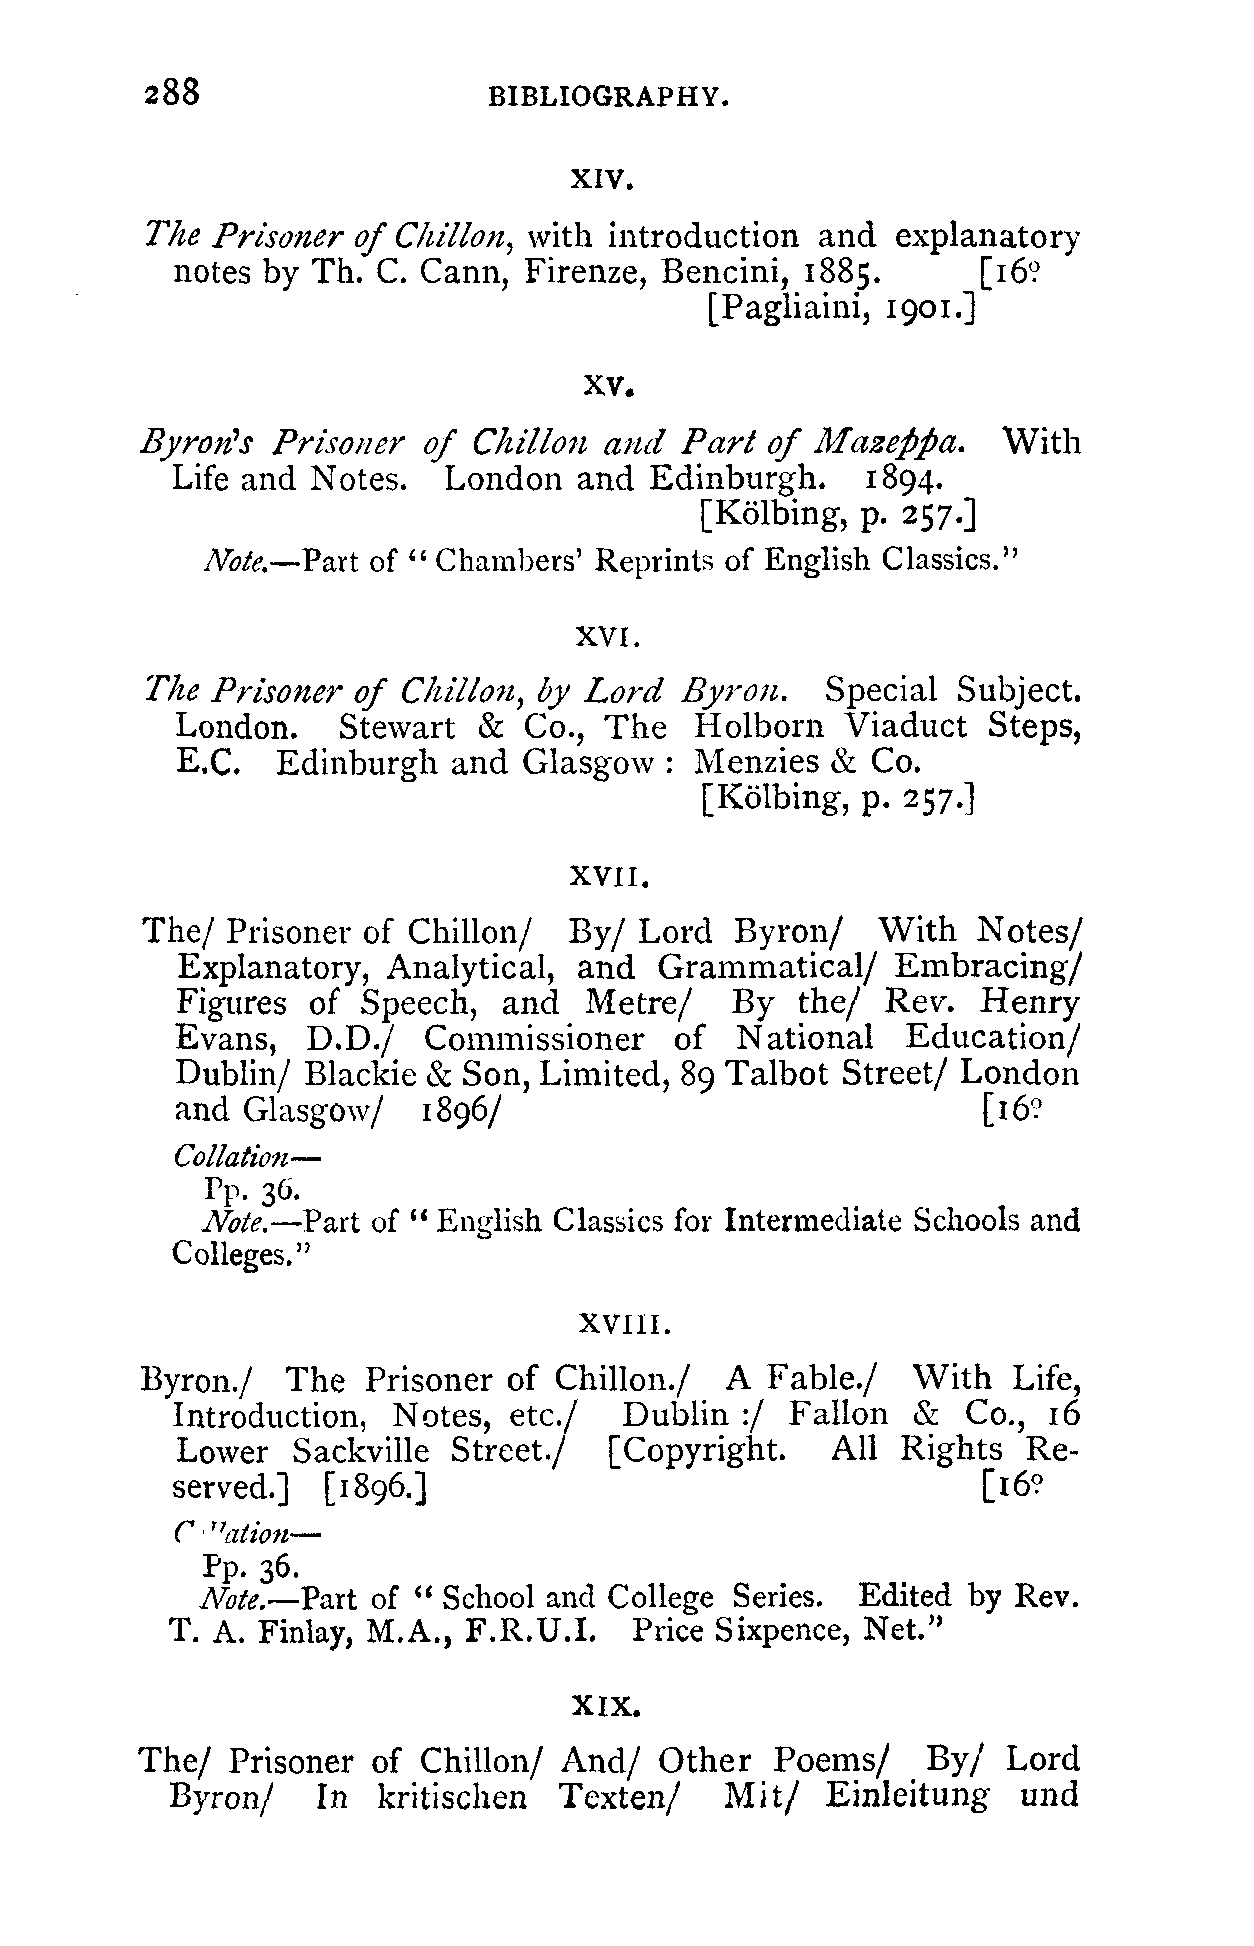 288 BIBLIOGRAPHY.
XIV.
The Prisoner of Chillon, with introduction and explanatory
notes by Th. C. Cann, Firenze, Bencini, 1885. [16º
[Pagliaini, 1901.]
XV.
Byron's Prisoner of Chillon and Part of Mazeppa. With
Life and Notes. London and Edinburgh. 1894.
[Kölbing, p. 257.]
Note.—Part of "Chambers' Reprints of English Classics."
XVI.
The Prisoner of Chillon, by Lord Byron. Special Subject.
London. Stewart & Co., The Holborn Viaduct Steps,
E.C. Edinburgh and Glasgow : Menzies & Co.
[Kölbing, p. 257.]
XVII.
The/ Prisoner of Chillon/ By/ Lord Byron/ With Notes/
Explanatory, Analytical, and Grammatical/ Embracing/
Figures of Speech, and Metre/ By the/ Rev. Henry
Evans, D.D./ Commissioner of National Education/
Dublin/ Blackie & Son, Limited, 89 Talbot Street/ London
and Glasgow/ 1896/ [16º
Collation—
Pp. 36.
Note.—Part of "English Classics for Intermediate Schools and
Colleges."
XVIII.
Byron./ The Prisoner of Chillon./ A Fable./ With Life,
Introduction, Notes, etc./ Dublin :/ Fallon & Co., 16
Lower Sackville Street./ [Copyright. All Rights Re-
served.] [1896.] [16º
Pp. 36.
Note.—Part of "School and College Series. Edited by Rev.
T. A. Finlay, M.A., F.R.U.I. Price Sixpence, Net."
XIX.
The/ Prisoner of Chillon/ And/ Other Poems/ By/ Lord
Byron/ In kritischen Texten/ Mit/ Einleitung und